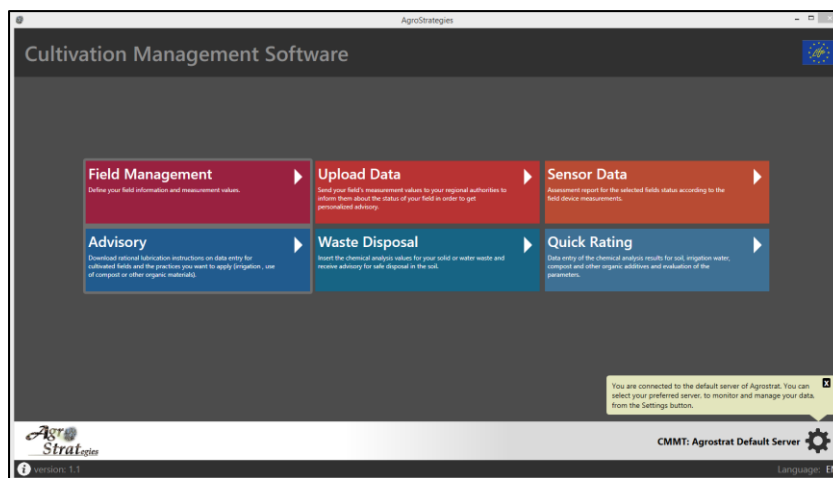 AgroStrategies
Cultivation Management Software
life
Field Management
Define your field information and measurement values.
Upload Data
Send your field's measurement values to your regional authorities to
inform them about the status of your field in order to get
personalized advisory.
Sensor Data
Assessment report for the selected fields status according to the
field device measurements.
Advisory
Download rational lubrication instructions on data entry for
cultivated fields and the practices you want to apply (irrigation , use
of compost or other organic materials).
Waste Disposal
Insert the chemical analysis values for your solid or water waste and
receive advisory for safe disposal in the soil.
Quick Rating
Data entry of the chemical analysis results for soil, irrigation water,
compost and other organic additives and evaluation of the
parameters.
You are connected to the default server of Agrostrat. You can
select your preferred server, to monitor and manage your data,
from the Settings button.
X
Agro
Strategies
CMMT: Agrostrat Default Server
i version: 1.1
Language: EN